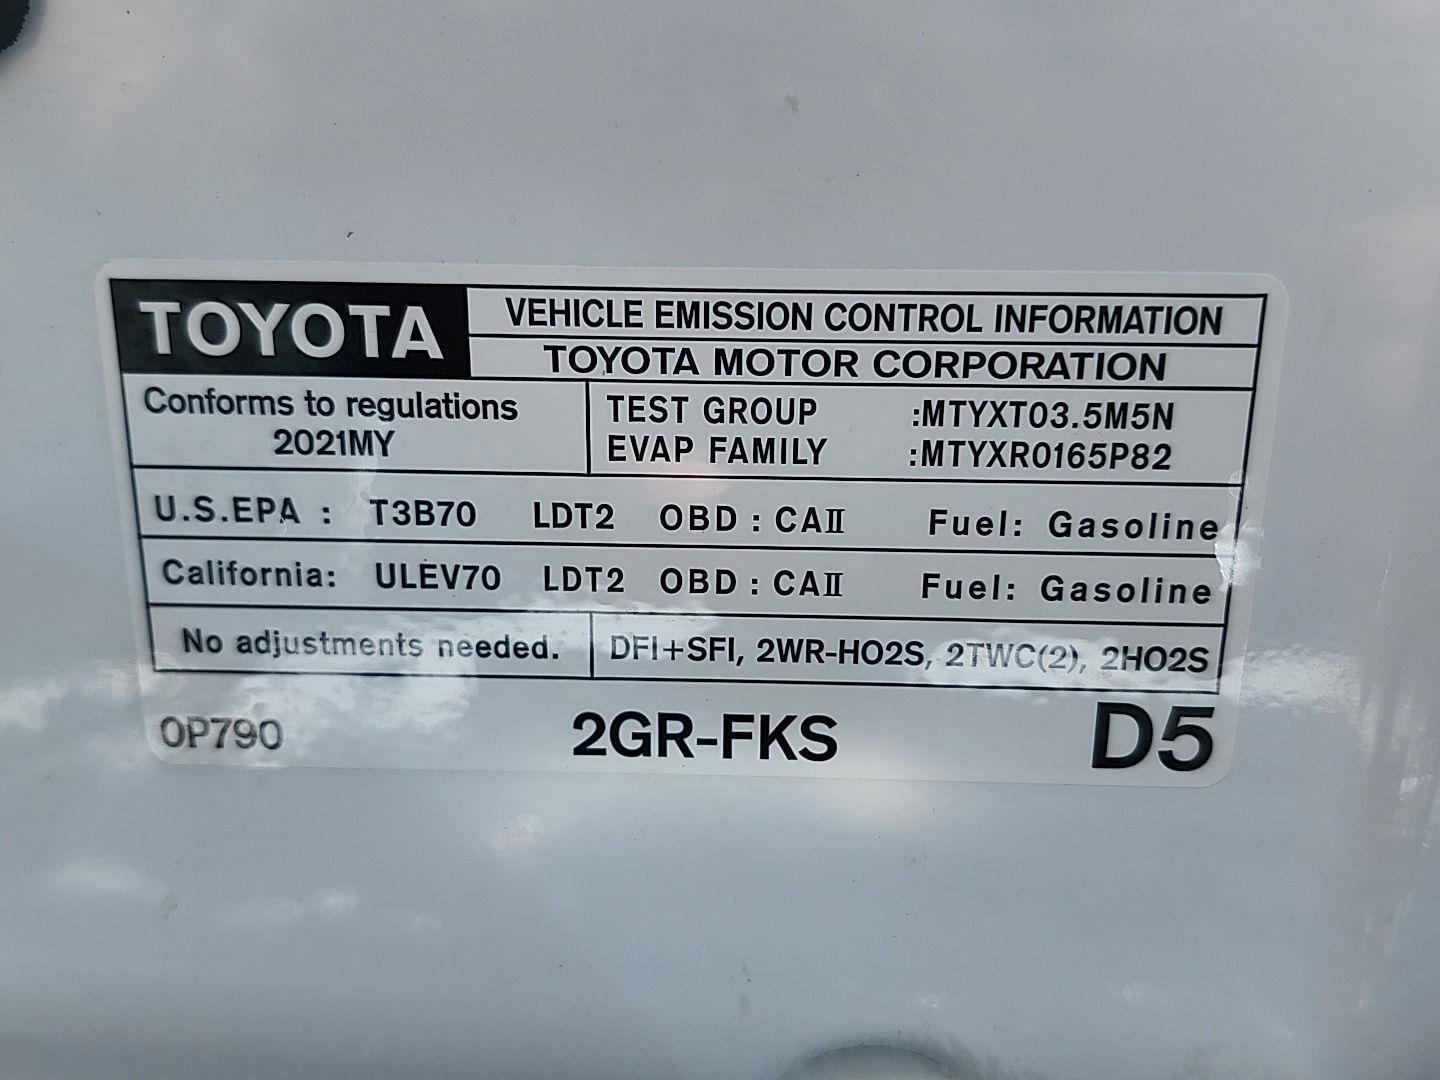 TOYOTA
VEHICLE EMISSION CONTROL INFORMATION
TOYOTA MOTOR CORPORATION
Conforms to regulations
2021MY
TEST GROUP :MTYXT03.5M5N
EVAP FAMILY :MTYXR0165P82
U.S.EPA : T3B70 LDT2 OBD : CAⅡ Fuel: Gasoline
California: ULEV70 LDT2 OBD : CAⅡ Fuel: Gasoline
No adjustments needed.
DFI+SFI, 2WR-HO2S, 2TWC(2), 2HO2S
0P790 2GR-FKS D5